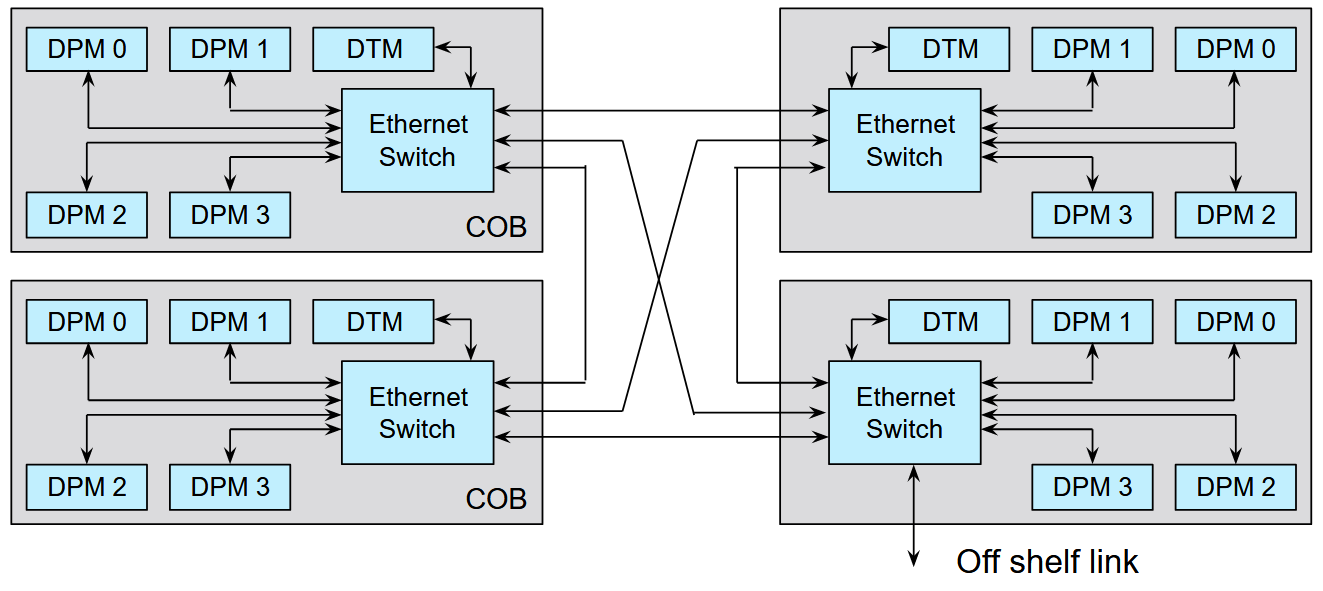 DPM 0
DPM 1
DTM
Ethernet
Switch
DPM 2
DPM 3
COB
DTM
DPM 1
DPM 0
Ethernet
Switch
DPM 3
DPM 2
DPM 0
DPM 1
DTM
Ethernet
Switch
DPM 2
DPM 3
COB
DTM
DPM 1
DPM 0
Ethernet
Switch
DPM 3
DPM 2
Off shelf link